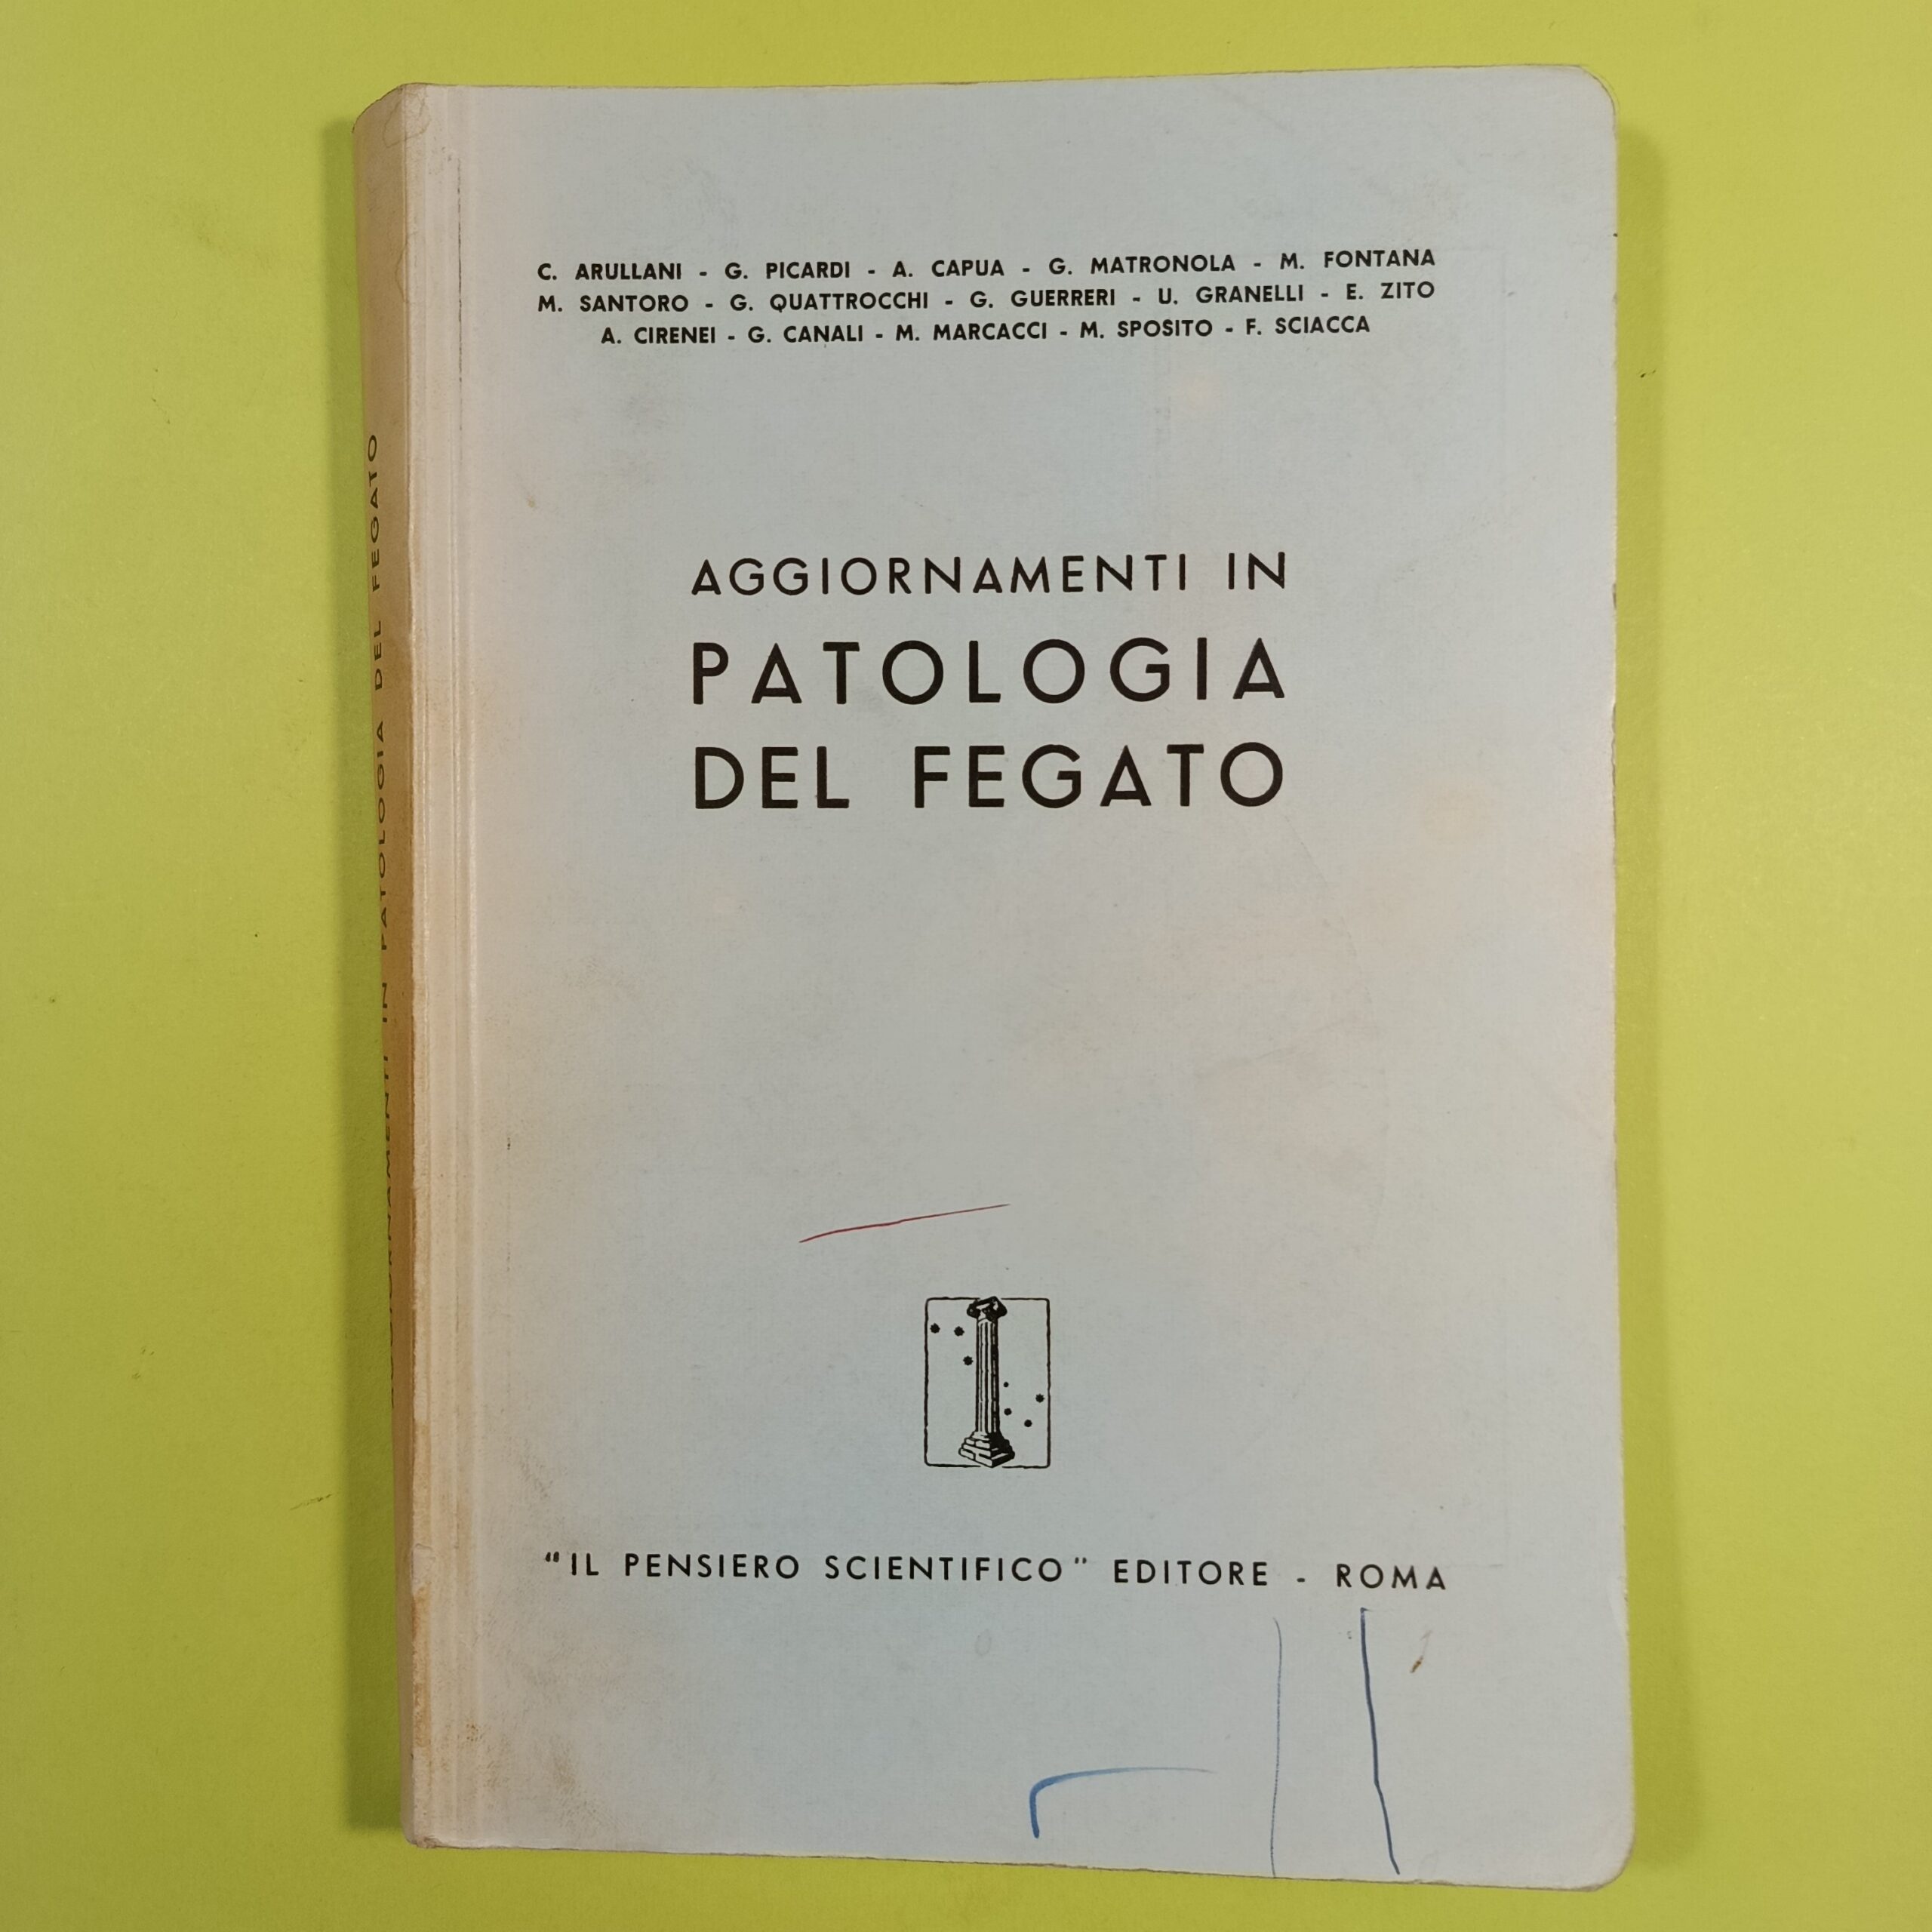 C. ARULLANI - G. PICARDI - A. CAPUA - G. MATRONOLA - M. FONTANA
M. SANTORO - G. QUATTROCCHI - G. GUERRERI - U. GRANELLI - E. ZITO
A. CIRENEI - G. CANALI - M. MARCACCI - M. SPOSITO - F. SCIACCA
AGGIORNAMENTI IN
PATOLOGIA
DEL FEGATO
"IL PENSIERO SCIENTIFICO" EDITORE - ROMA
AGGIORNAMENTI IN PATOLOGIA DEL FEGATO